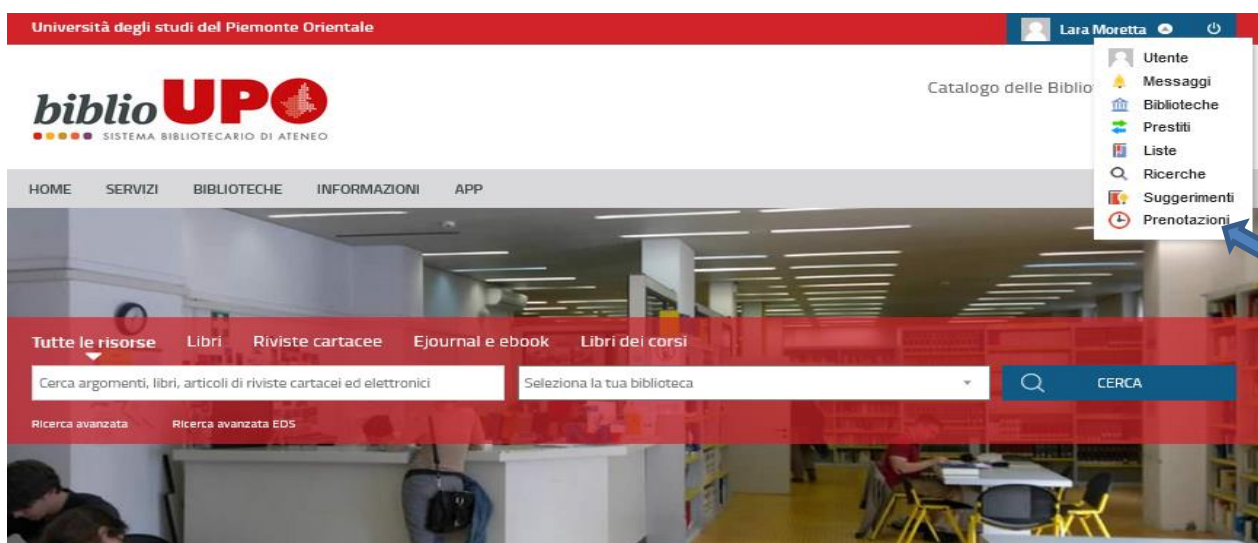 Università degli studi del Piemonte Orientale
Lara Moretta
Utente
Messaggi
Biblioteche
Prestiti
Liste
Ricerche
Suggerimenti
Prenotazioni
biblio UPO
SISTEMA BIBLIOTECARIO DI ATENEO
Catalogo delle Biblio
HOME SERVIZI BIBLIOTECHE INFORMAZIONI APP
Tutte le risorse Libri Riviste cartacee Ejournal e ebook Libri dei corsi
Cerca argomenti, libri, articoli di riviste cartacei ed elettronici Seleziona la tua biblioteca CERCA
Ricerca avanzata Ricerca avanzata EDS